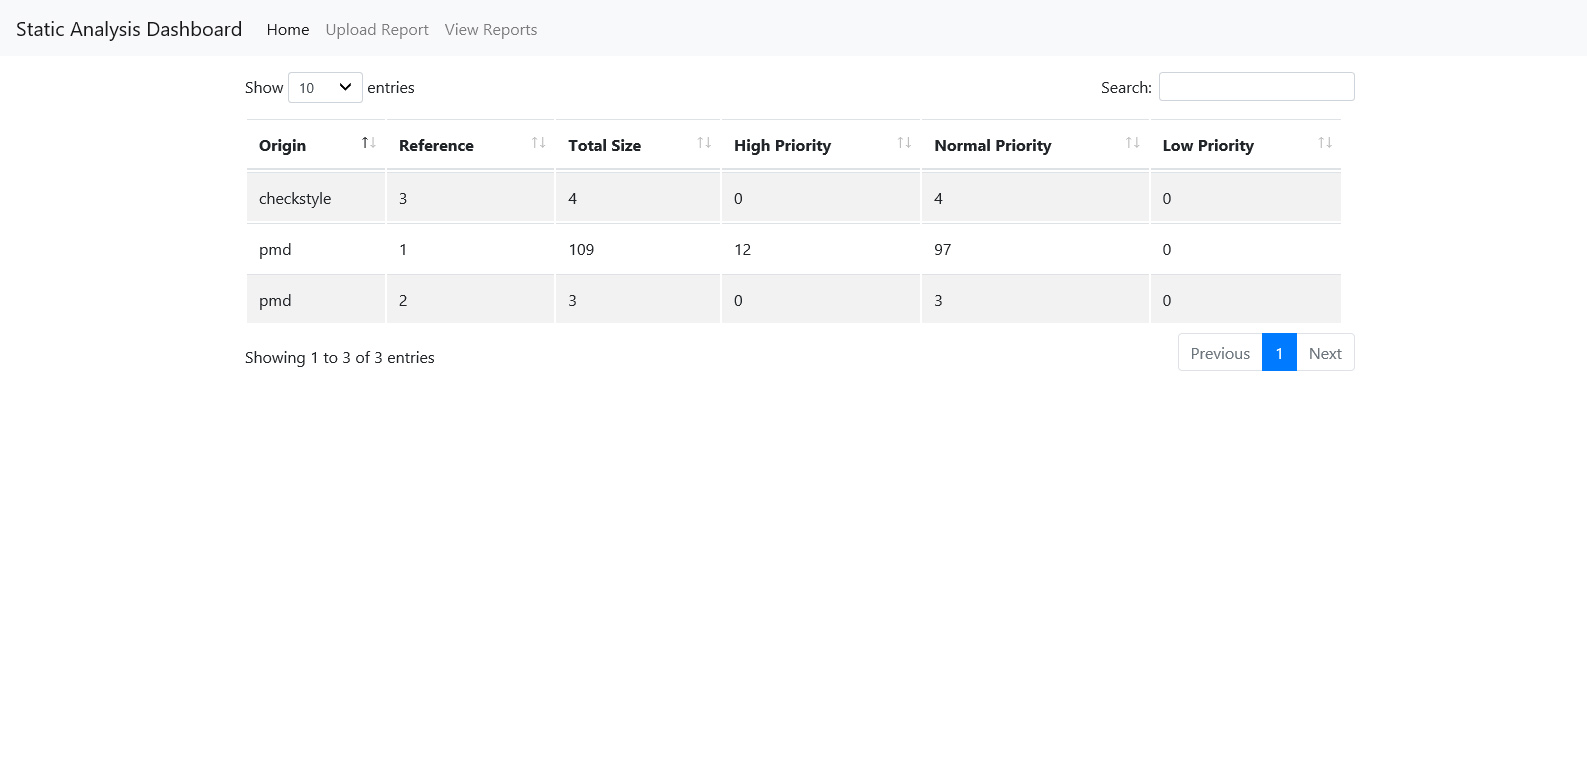 Static Analysis Dashboard Home Upload Report View Reports
Show 10 entries Search:
Origin Reference Total Size High Priority Normal Priority Low Priority
checkstyle 3 4 0 4 0
pmd 1 109 12 97 0
pmd 2 3 0 3 0
Showing 1 to 3 of 3 entries Previous 1 Next